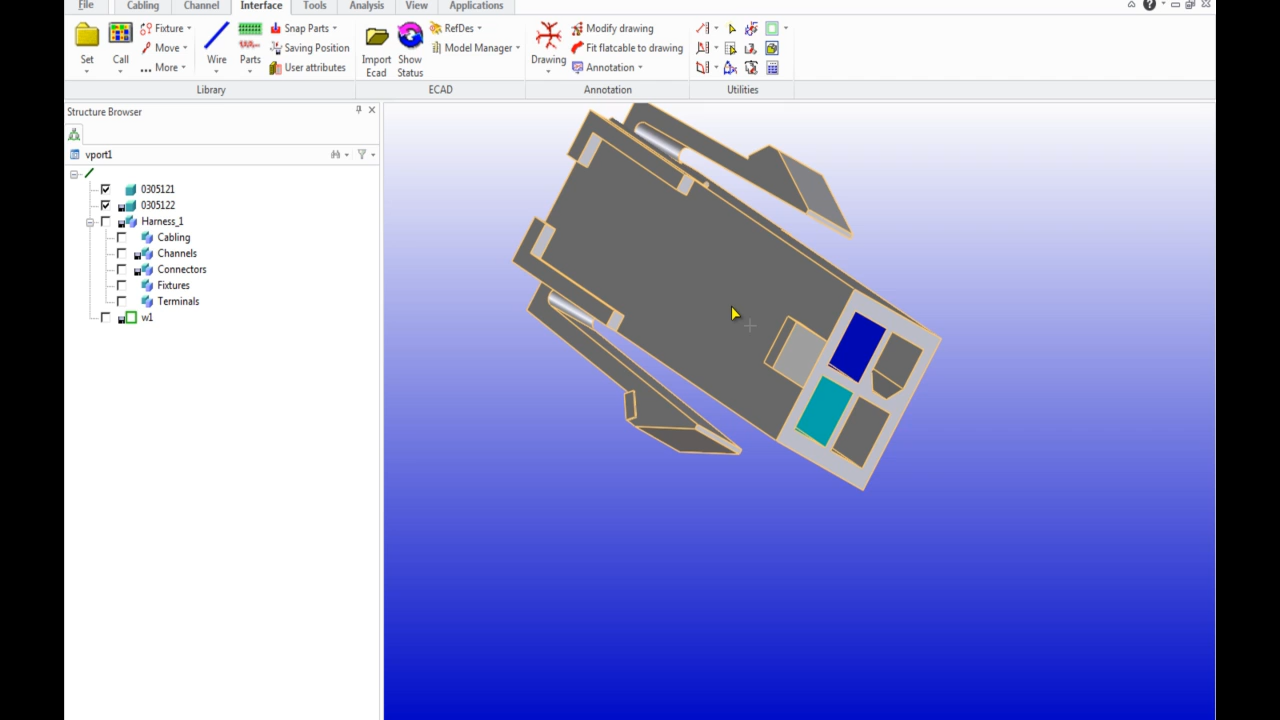 File Cabling Channel Interface Tools Analysis View Applications
Set Call Fixture Move More Wire Parts Snap Parts Saving Position User attributes Import Ecad Show Status RefDes Model Manager Drawing Modify drawing Fit flatcable to drawing Annotation
Library ECAD Annotation Utilities
Structure Browser
vport1
0305121
0305122
Harness_1
Cabling
Channels
Connectors
Fixtures
Terminals
w1